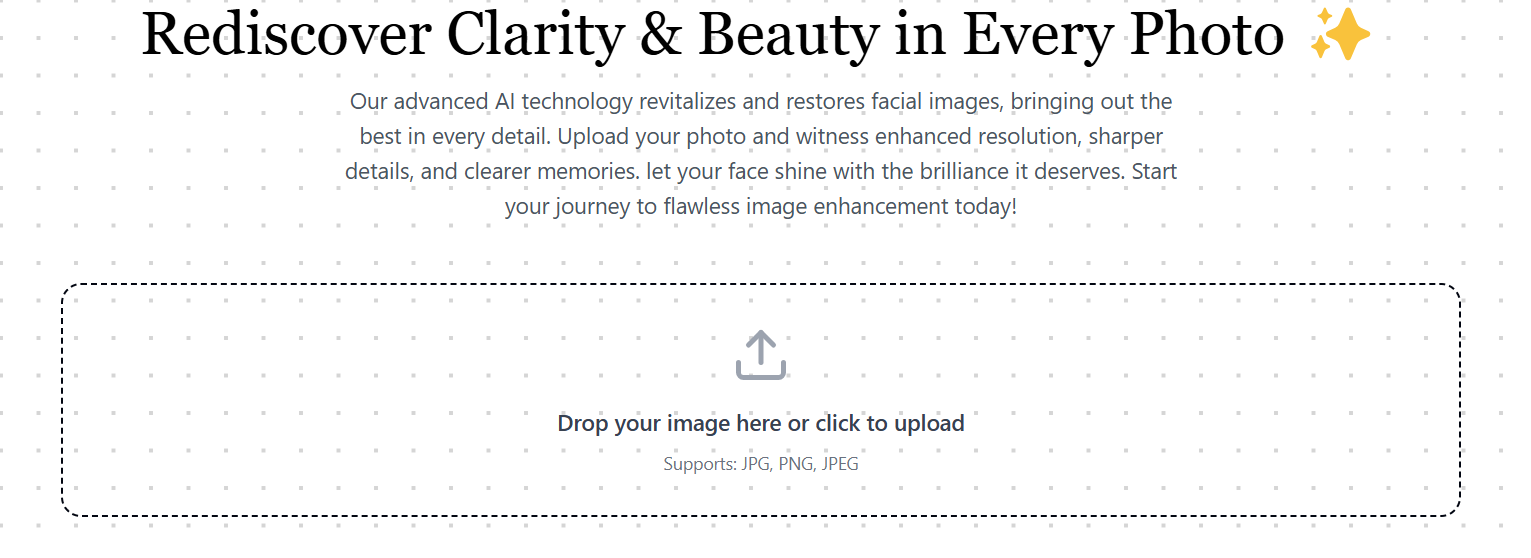 Rediscover Clarity & Beauty in Every Photo ✨
Our advanced AI technology revitalizes and restores facial images, bringing out the
best in every detail. Upload your photo and witness enhanced resolution, sharper
details, and clearer memories. let your face shine with the brilliance it deserves. Start
your journey to flawless image enhancement today!
Drop your image here or click to upload
Supports: JPG, PNG, JPEG